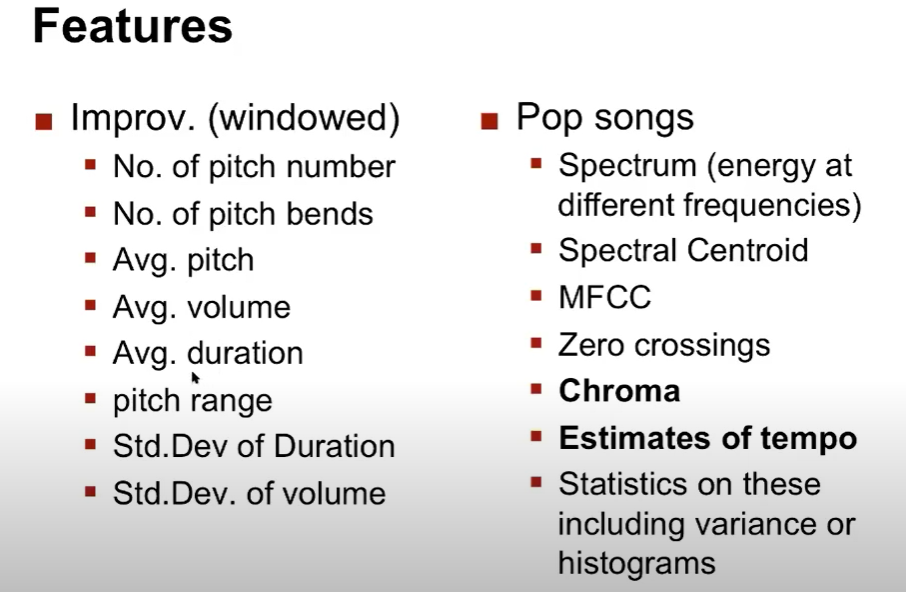 Features
Improv. (windowed)
No. of pitch number
No. of pitch bends
Avg. pitch
Avg. volume
Avg. duration
pitch range
Std.Dev of Duration
Std.Dev. of volume
Pop songs
Spectrum (energy at
different frequencies)
Spectral Centroid
MFCC
Zero crossings
Chroma
Estimates of tempo
Statistics on these
including variance or
histograms